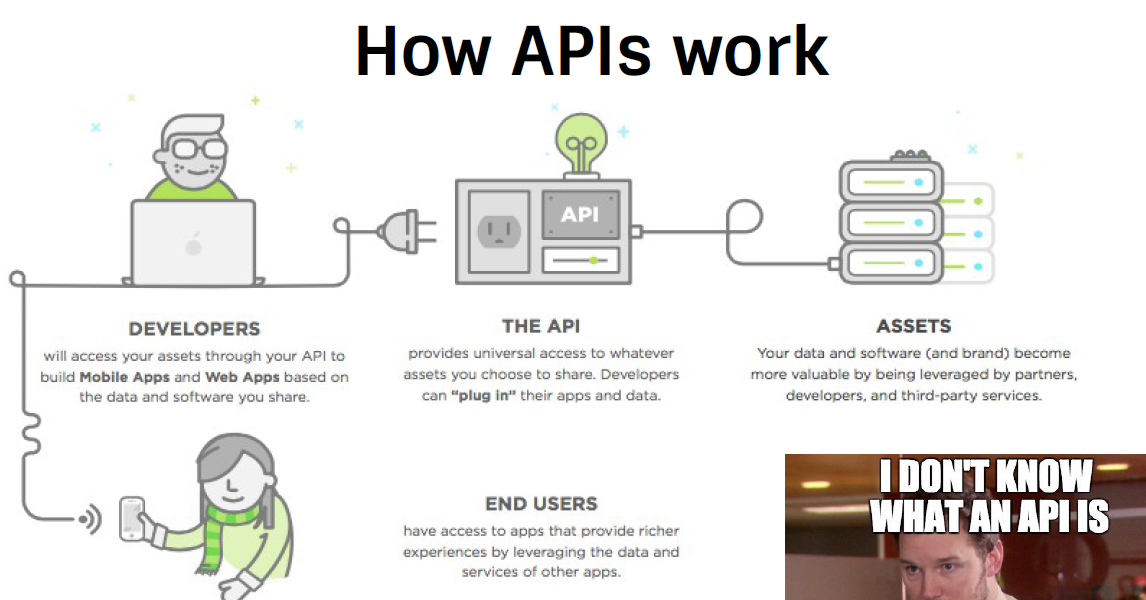 How APIs work
API
DEVELOPERS
will access your assets through your API to
build Mobile Apps and Web Apps based on
the data and software you share.
THE API
provides universal access to whatever
assets you choose to share. Developers
can “plug in” their apps and data.
ASSETS
Your data and software (and brand) become
more valuable by being leveraged by partners,
developers, and third-party services.
END USERS
have access to apps that provide richer
experiences by leveraging the data and
services of other apps.
I DON'T KNOW
WHAT AN API IS